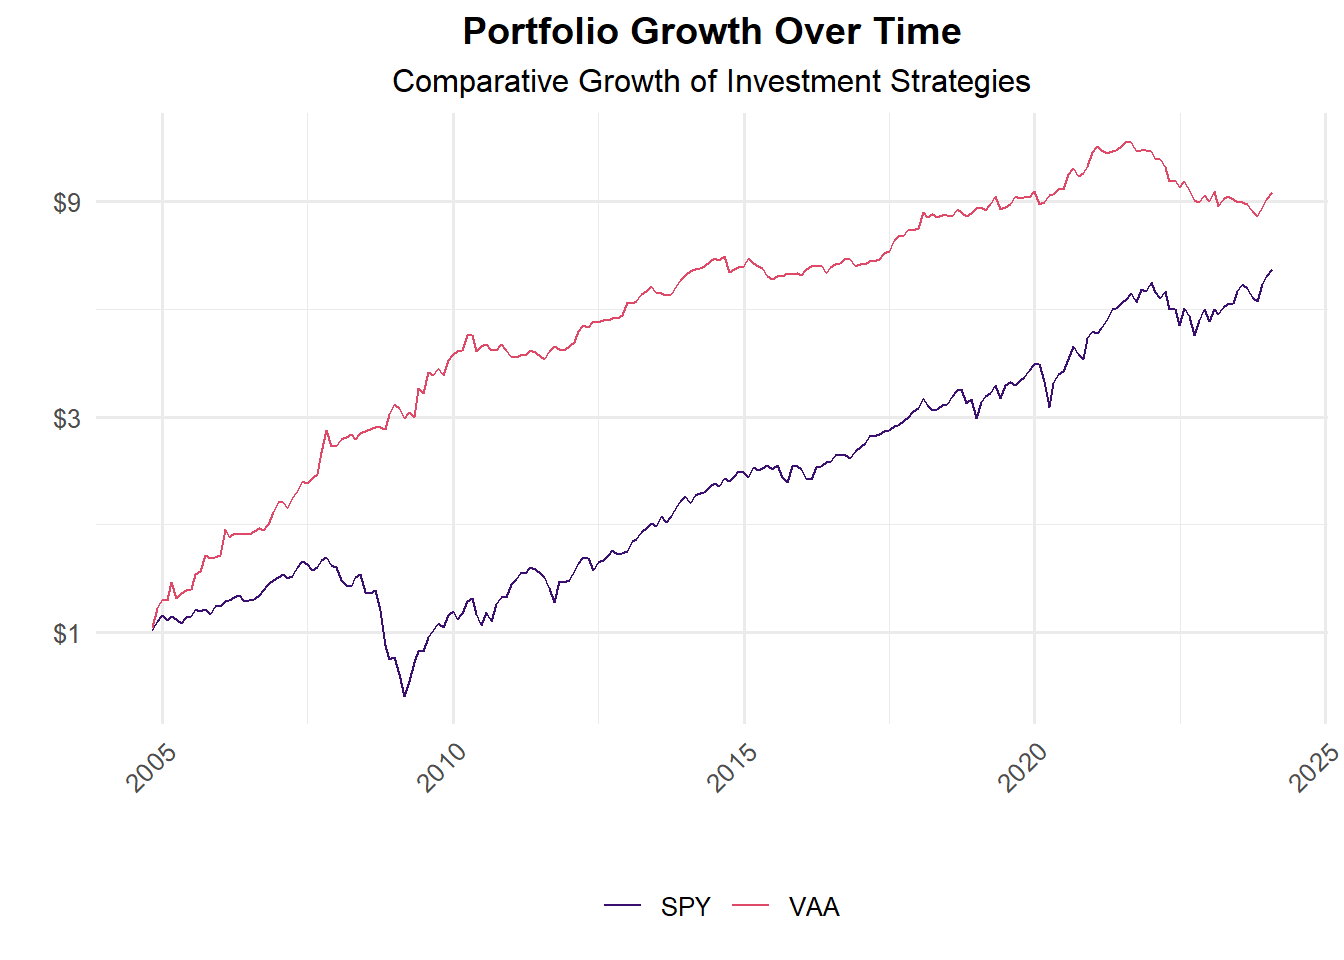 Portfolio Growth Over Time
Comparative Growth of Investment Strategies
$9
$3
$1
2005 2010 2015 2020 2025
SPY VAA